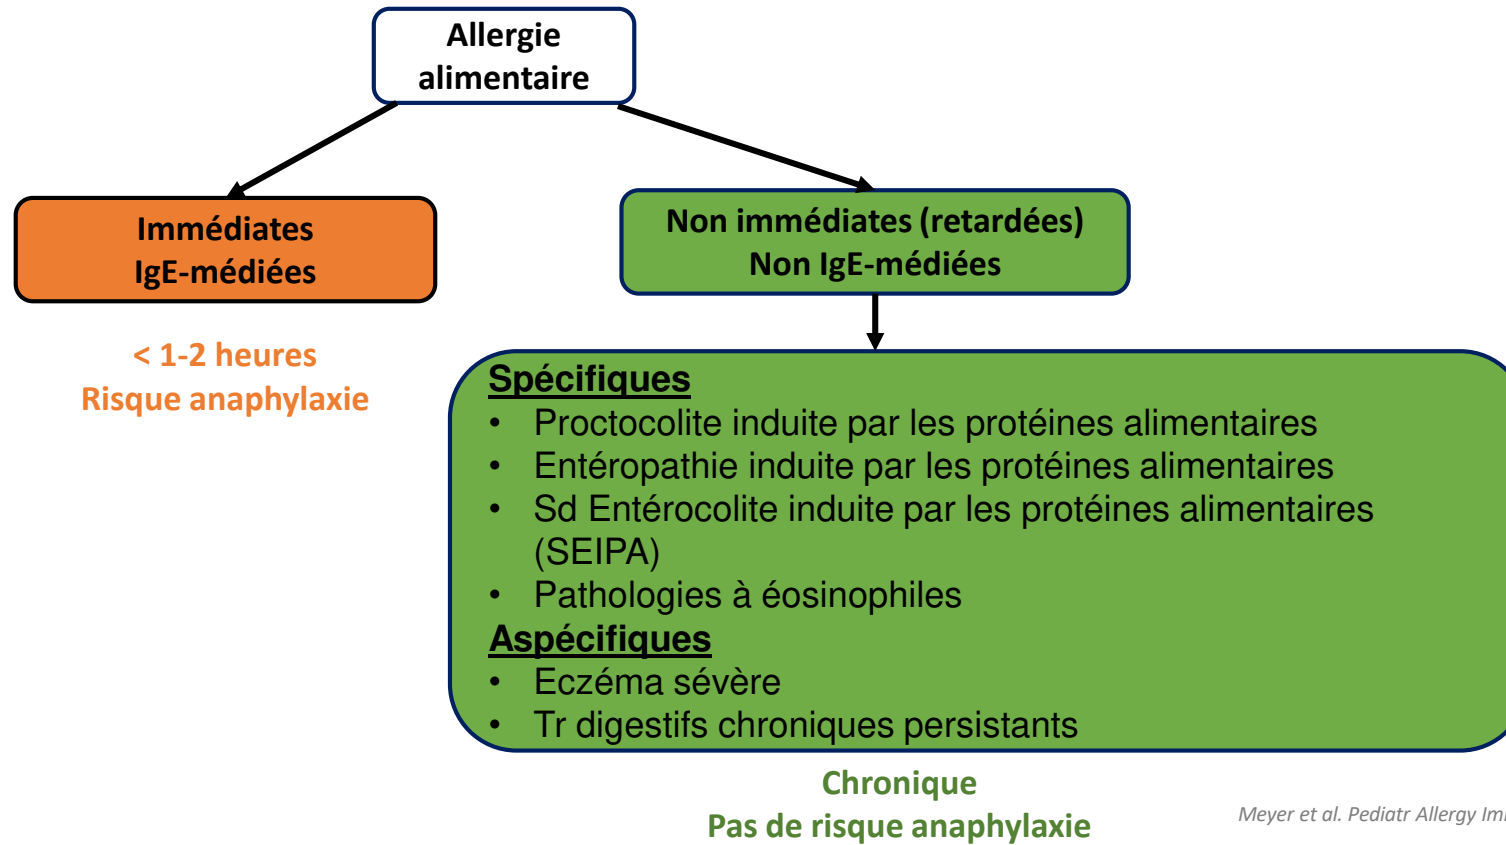 Allergie
alimentaire
Immédiates
IgE-médiées
Non immédiates (retardées)
Non IgE-médiées
< 1-2 heures
Risque anaphylaxie
Spécifiques
• Proctocolite induite par les protéines alimentaires
• Entéropathie induite par les protéines alimentaires
• Sd Entérocolite induite par les protéines alimentaires
(SEIPA)
• Pathologies à éosinophiles
Aspécifiques
• Eczéma sévère
• Tr digestifs chroniques persistants
Chronique
Pas de risque anaphylaxie
Meyer et al. Pediatr Allergy